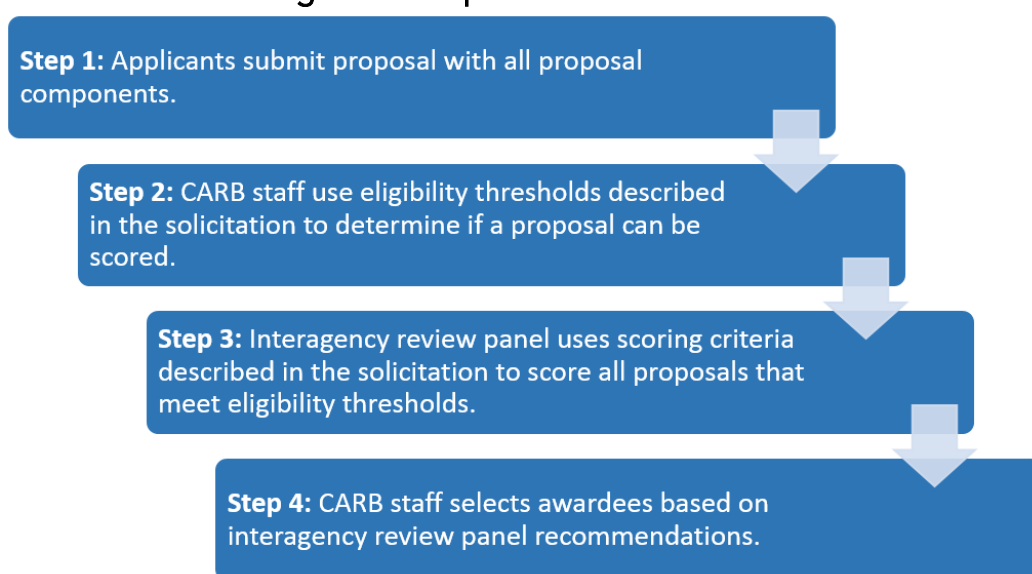 Step 1: Applicants submit proposal with all proposal
components.
Step 2: CARB staff use eligibility thresholds described
in the solicitation to determine if a proposal can be
scored.
Step 3: Interagency review panel uses scoring criteria
described in the solicitation to score all proposals that
meet eligibility thresholds.
Step 4: CARB staff selects awardees based on
interagency review panel recommendations.